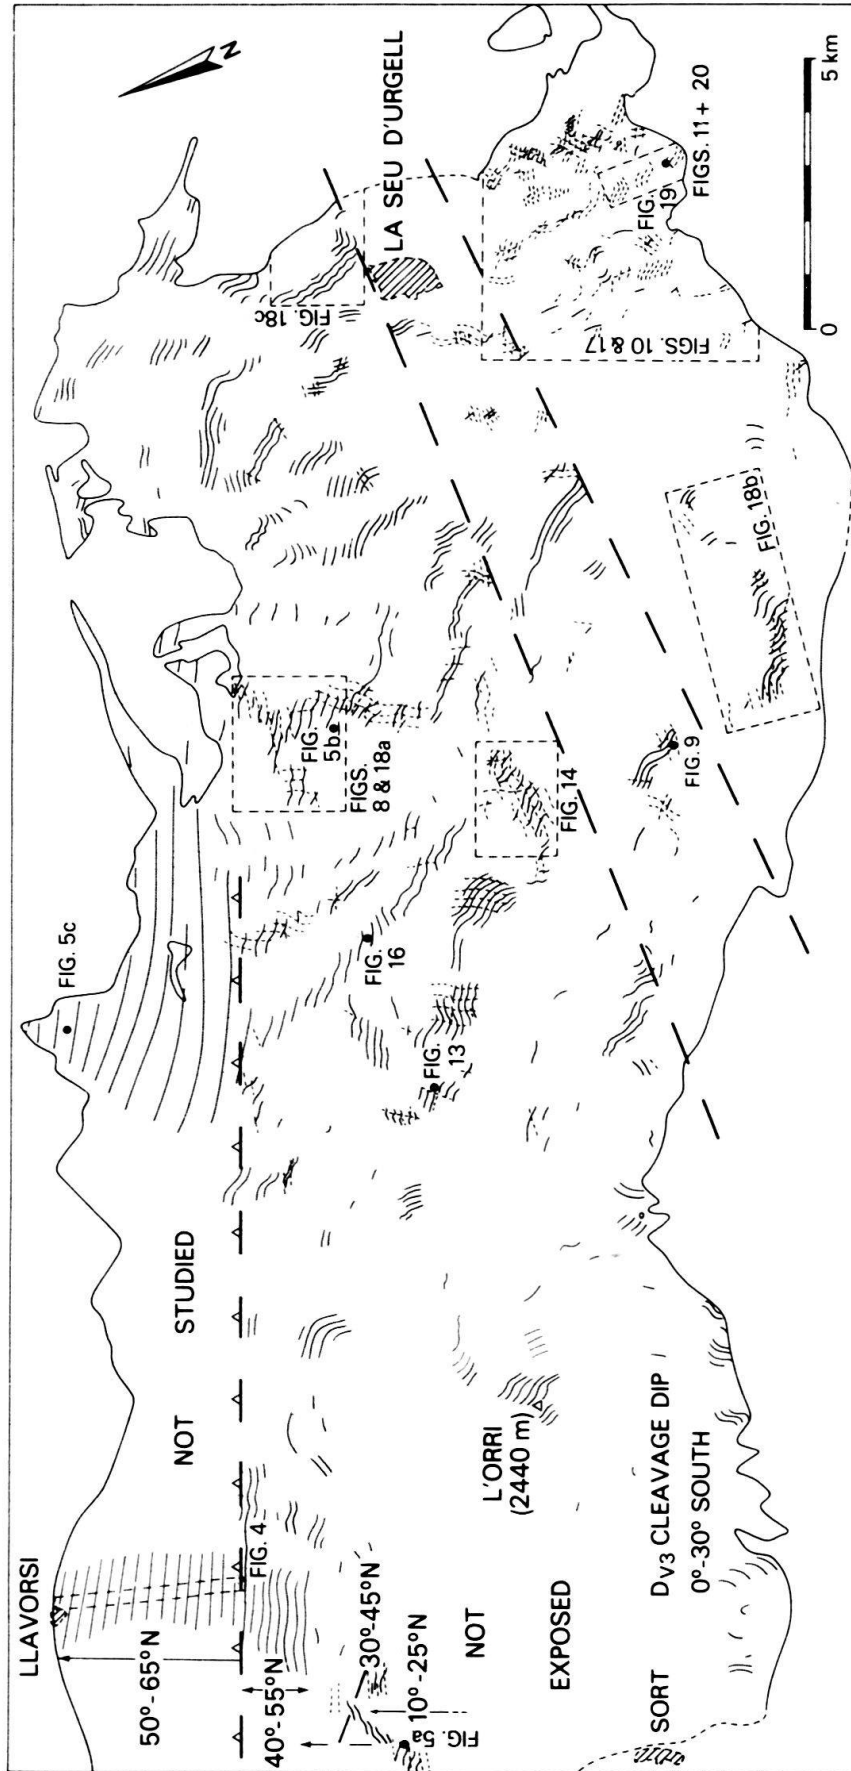 LLAVORSI
50°-65°N
40°-55°N
30°-45°N
10°-25°N
FIG. 5a
FIG. 4
NOT
STUDIED
NOT
EXPOSED
SORT
L'ORRI
(2440 m)
DV3 CLEAVAGE DIP
0°-30° SOUTH
FIG. 5c
FIG.
13
FIG.
16
FIG.
5b
FIGS.
8 & 18a
FIG. 14
FIG. 9
FIG. 18b
FIG. 18c
LA SEU D'URGELL
FIGS. 10 & 17
FIG.
19
FIGS. 11 + 20
N
0
5 km